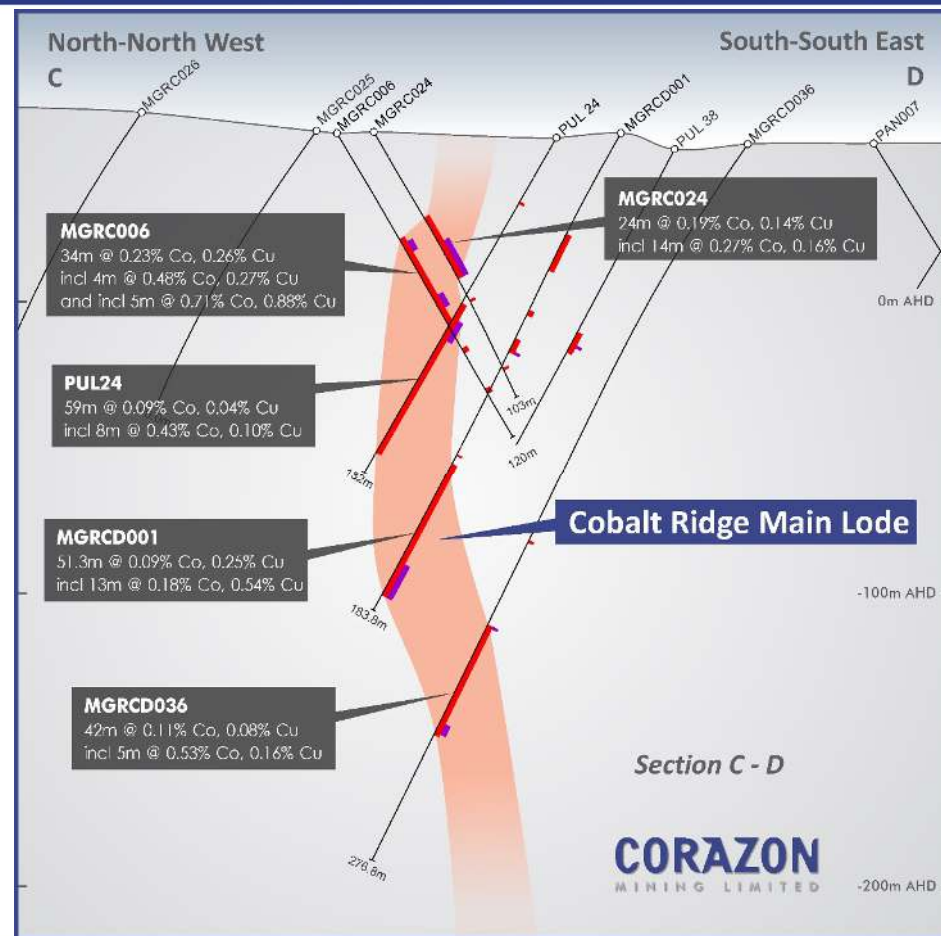 North-North West
South-South East
C
D
MGRC026
MGRC025
MGRC006
MGRC024
PUL 24
MGRCD001
PUL 38
MGRCD036
PAN007
MGRC006
34m @ 0.23% Co, 0.26% Cu
incl 4m @ 0.48% Co, 0.27% Cu
and incl 5m @ 0.71% Co, 0.88% Cu
MGRC024
24m @ 0.19% Co, 0.14% Cu
incl 14m @ 0.27% Co, 0.16% Cu
0m AHD
PUL24
59m @ 0.09% Co, 0.04% Cu
incl 8m @ 0.43% Co, 0.10% Cu
103m
120m
132m
MGRCD001
51.3m @ 0.09% Co, 0.25% Cu
incl 13m @ 0.18% Co, 0.54% Cu
Cobalt Ridge Main Lode
-100m AHD
183.8m
MGRCD036
42m @ 0.11% Co, 0.08% Cu
incl 5m @ 0.53% Co, 0.16% Cu
Section C - D
276.8m
CORAZON
MINING LIMITED
-200m AHD